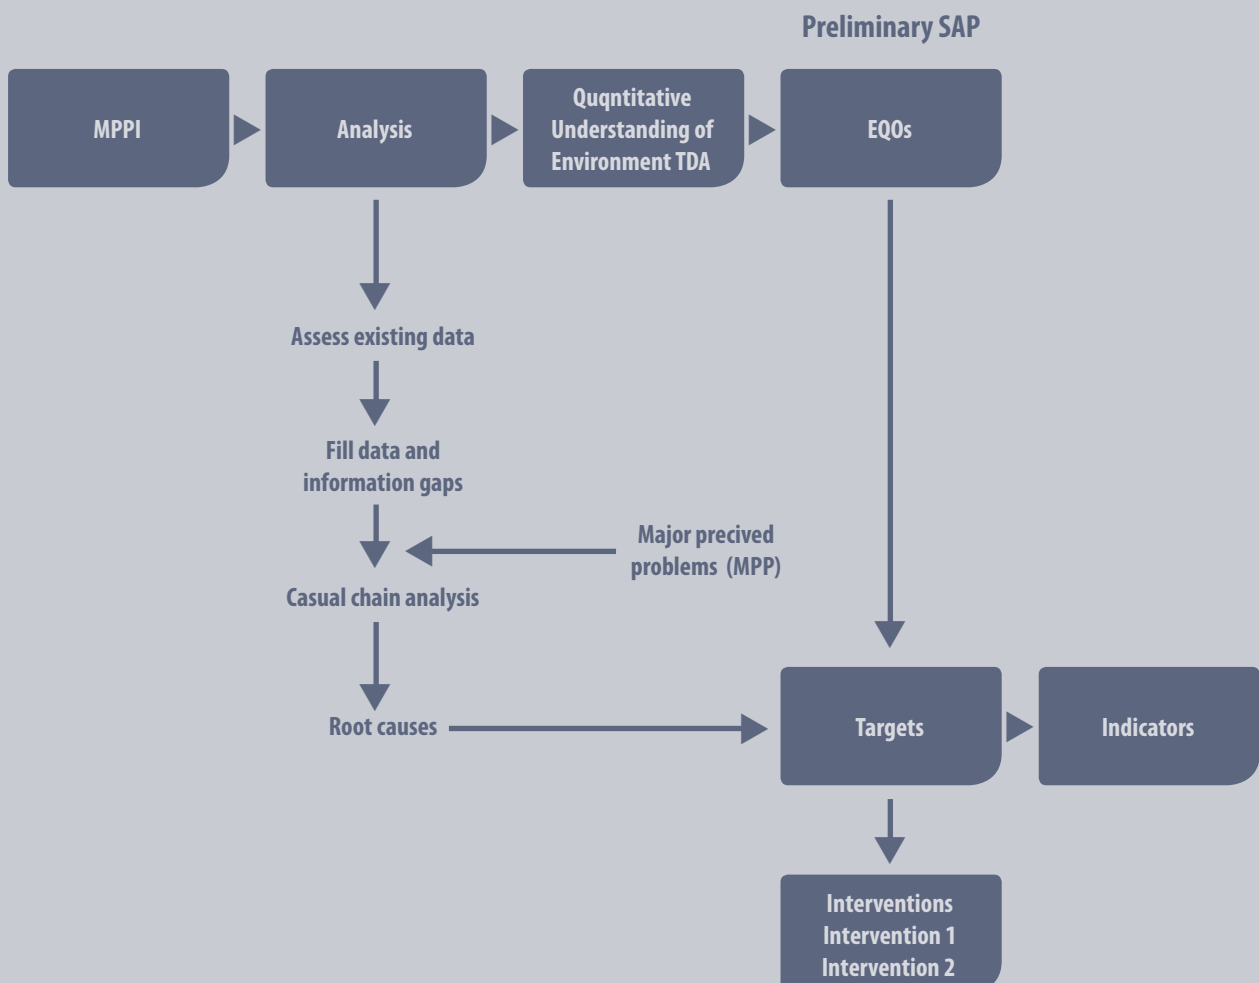 Preliminary SAP
MPPI
Analysis
Quqntitative
Understanding of
Environment TDA
EQOs
Assess existing data
Fill data and
information gaps
Major precived
problems (MPP)
Casual chain analysis
Root causes
Targets
Indicators
Interventions
Intervention 1
Intervention 2